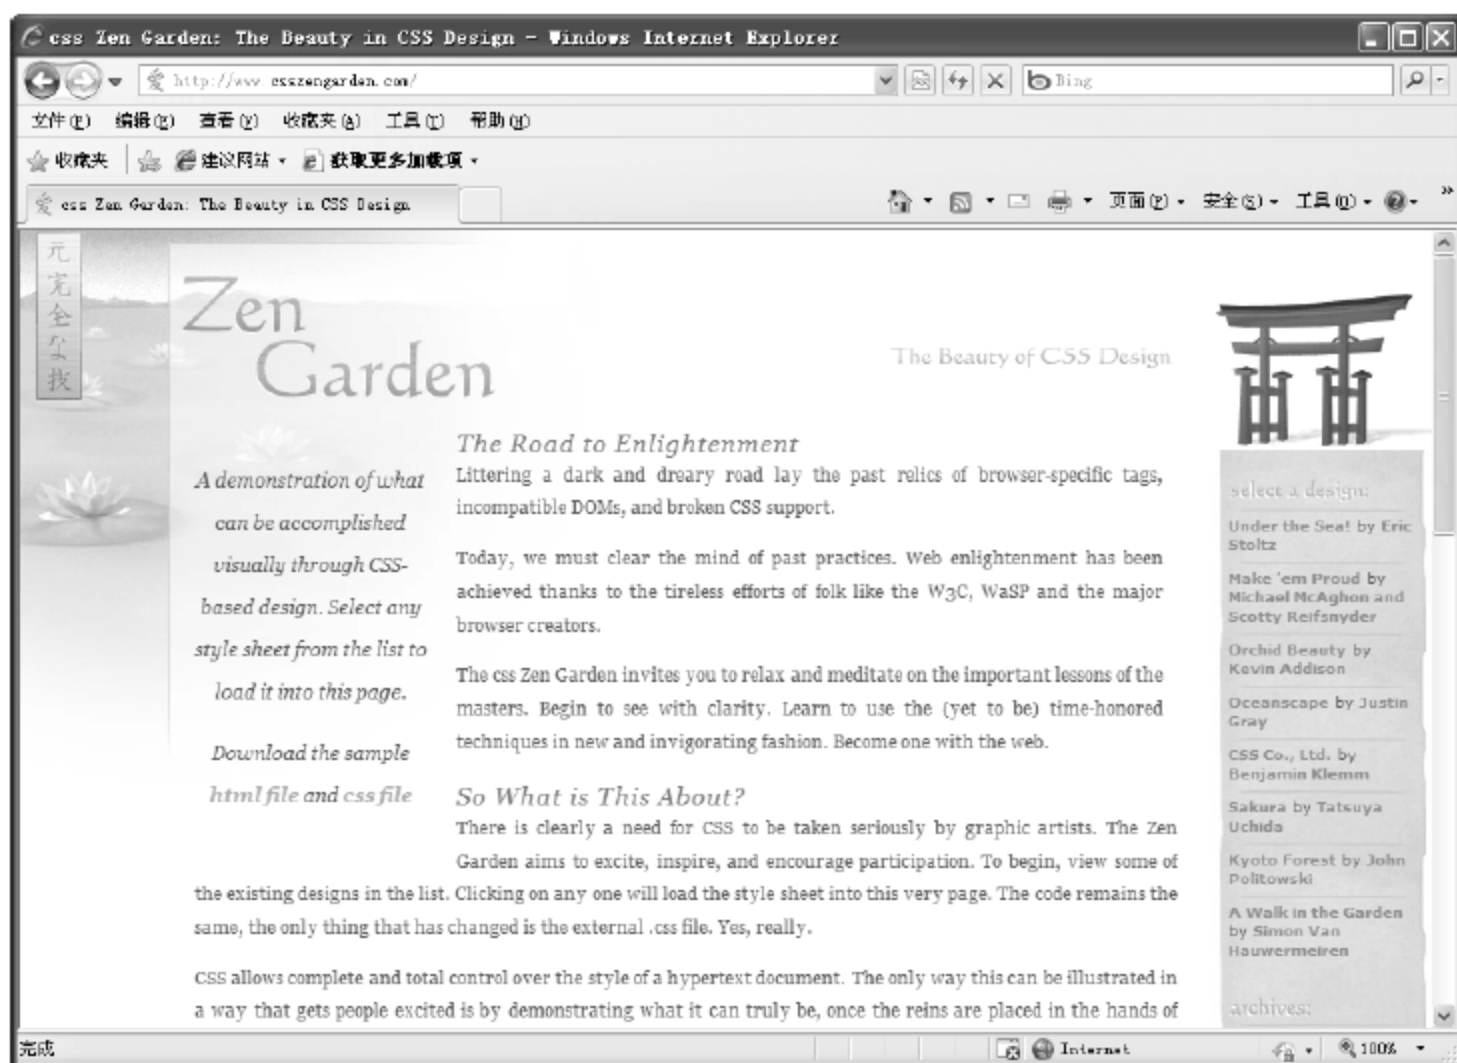 css Zen Garden: The Beauty in CSS Design - Windows Internet Explorer
http://www.csszengarden.com/
Bing
文件(F) 编辑(E) 查看(V) 收藏夹(A) 工具(T) 帮助(H)
收藏夹 建议网站 获取更多加载项
css Zen Garden: The Beauty in CSS Design
页面(P) 安全(S) 工具(O)
元
完
全
な
技
Zen
Garden
The Beauty of CSS Design
A demonstration of what
can be accomplished
visually through CSS-
based design. Select any
style sheet from the list to
load it into this page.
Download the sample
html file and css file
The Road to Enlightenment
Littering a dark and dreary road lay the past relics of browser-specific tags,
incompatible DOMs, and broken CSS support.
Today, we must clear the mind of past practices. Web enlightenment has been
achieved thanks to the tireless efforts of folk like the W3C, WaSP and the major
browser creators.
The css Zen Garden invites you to relax and meditate on the important lessons of the
masters. Begin to see with clarity. Learn to use the (yet to be) time-honored
techniques in new and invigorating fashion. Become one with the web.
So What is This About?
There is clearly a need for CSS to be taken seriously by graphic artists. The Zen
Garden aims to excite, inspire, and encourage participation. To begin, view some of
the existing designs in the list. Clicking on any one will load the style sheet into this very page. The code remains the
same, the only thing that has changed is the external .css file. Yes, really.
CSS allows complete and total control over the style of a hypertext document. The only way this can be illustrated in
a way that gets people excited is by demonstrating what it can truly be, once the reins are placed in the hands of
select a design:
Under the Sea! by Eric
Stoltz
Make 'em Proud by
Michael McAghon and
Scotty Reifsnyder
Orchid Beauty by
Kevin Addison
Oceanscape by Justin
Gray
CSS Co., Ltd. by
Benjamin Klemm
Sakura by Tatsuya
Uchida
Kyoto Forest by John
Politowski
A Walk in the Garden
by Simon Van
Hauwermeiren
archives:
完成
Internet
100%